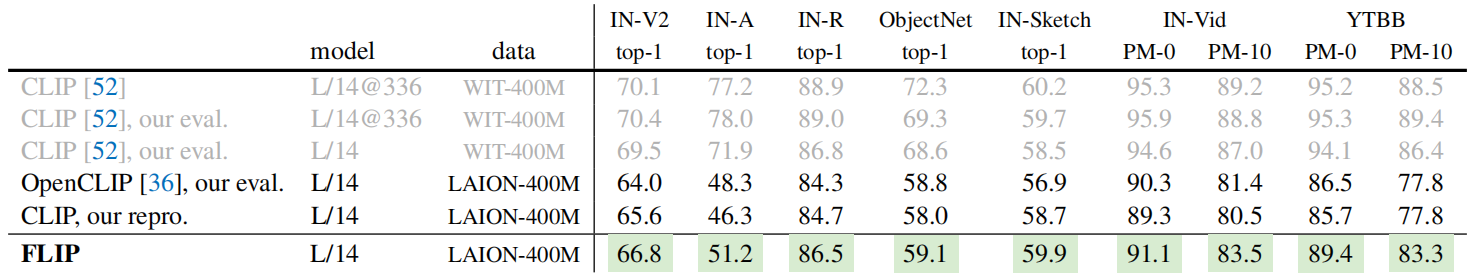 IN-V2 IN-A IN-R ObjectNet IN-Sketch IN-Vid YTBB
model data top-1 top-1 top-1 top-1 top-1 PM-0 PM-10 PM-0 PM-10
CLIP [52] L/14@336 WIT-400M 70.1 77.2 88.9 72.3 60.2 95.3 89.2 95.2 88.5
CLIP [52], our eval. L/14@336 WIT-400M 70.4 78.0 89.0 69.3 59.7 95.9 88.8 95.3 89.4
CLIP [52], our eval. L/14 WIT-400M 69.5 71.9 86.8 68.6 58.5 94.6 87.0 94.1 86.4
OpenCLIP [36], our eval. L/14 LAION-400M 64.0 48.3 84.3 58.8 56.9 90.3 81.4 86.5 77.8
CLIP, our repro. L/14 LAION-400M 65.6 46.3 84.7 58.0 58.7 89.3 80.5 85.7 77.8
FLIP L/14 LAION-400M 66.8 51.2 86.5 59.1 59.9 91.1 83.5 89.4 83.3